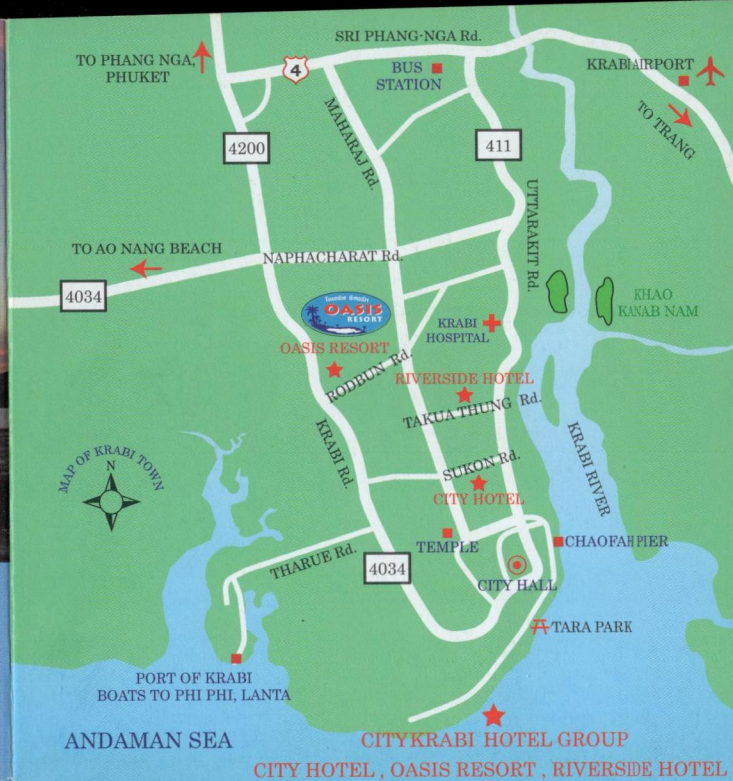 SRI PHANG-NGA Rd.
TO PHANG NGA,
PHUKET
4
BUS
STATION
KRABI AIRPORT
TO TRANG
MAHARAJ Rd.
4200
411
UTTARAKIT Rd.
TO AO NANG BEACH
NAPHACHARAT Rd.
4034
KHAO
KANAB NAM
OASIS
RESORT
KRABI
HOSPITAL
OASIS RESORT
RODBUN Rd.
RIVERSIDE HOTEL
TAKUA THUNG Rd.
KRABI Rd.
KRABI RIVER
MAP OF KRABI TOWN
N
SUKON Rd.
CITY HOTEL
TEMPLE
CHAOFAH PIER
THARUE Rd.
4034
CITY HALL
TARA PARK
PORT OF KRABI
BOATS TO PHI PHI, LANTA
ANDAMAN SEA
CITYKRABI HOTEL GROUP
CITY HOTEL , OASIS RESORT , RIVERSIDE HOTEL